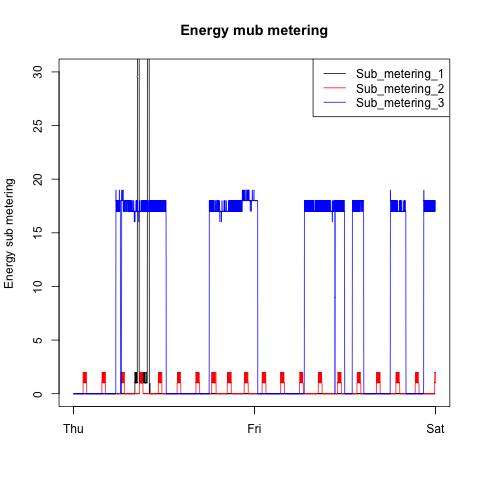 Energy mub metering
Sub_metering_1
Sub_metering_2
Sub_metering_3
Energy sub metering
30
25
20
15
10
5
0
Thu Fri Sat